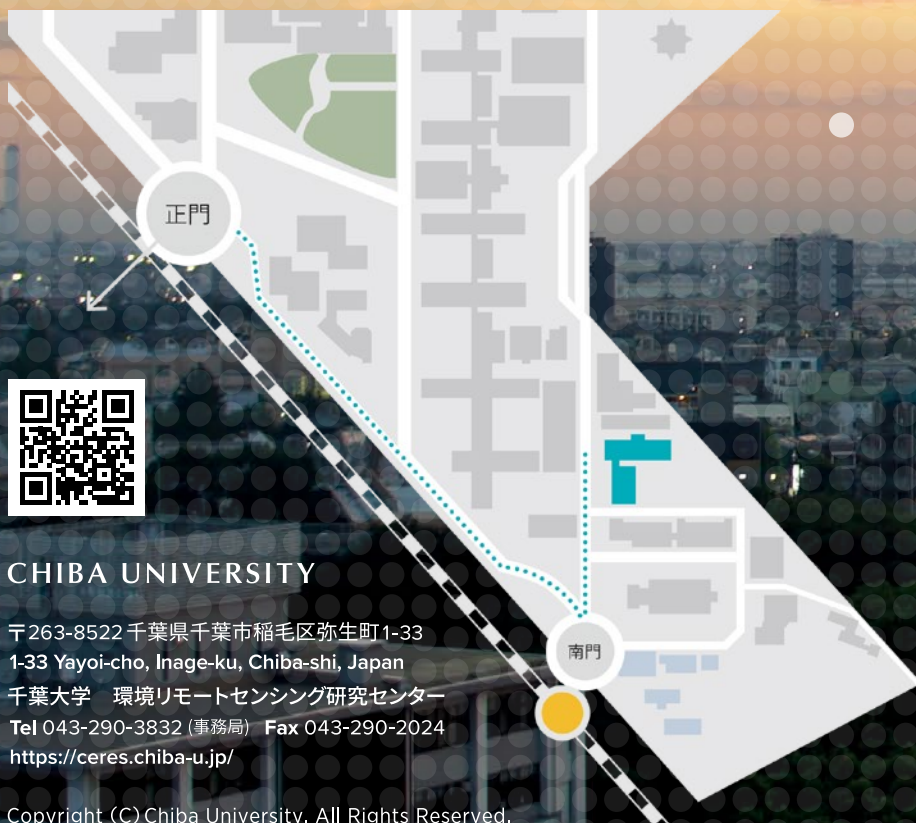 正門
南門
CHIBA UNIVERSITY
〒263-8522 千葉県千葉市稲毛区弥生町1-33
1-33 Yayoi-cho, Inage-ku, Chiba-shi, Japan
千葉大学　環境リモートセンシング研究センター
Tel 043-290-3832 (事務局) Fax 043-290-2024
https://ceres.chiba-u.jp/
Copyright (C) Chiba University. All Rights Reserved.